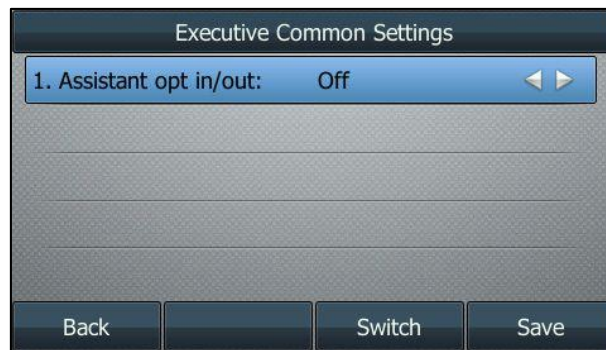 Executive Common Settings
1. Assistant opt in/out: Off
Back Switch Save